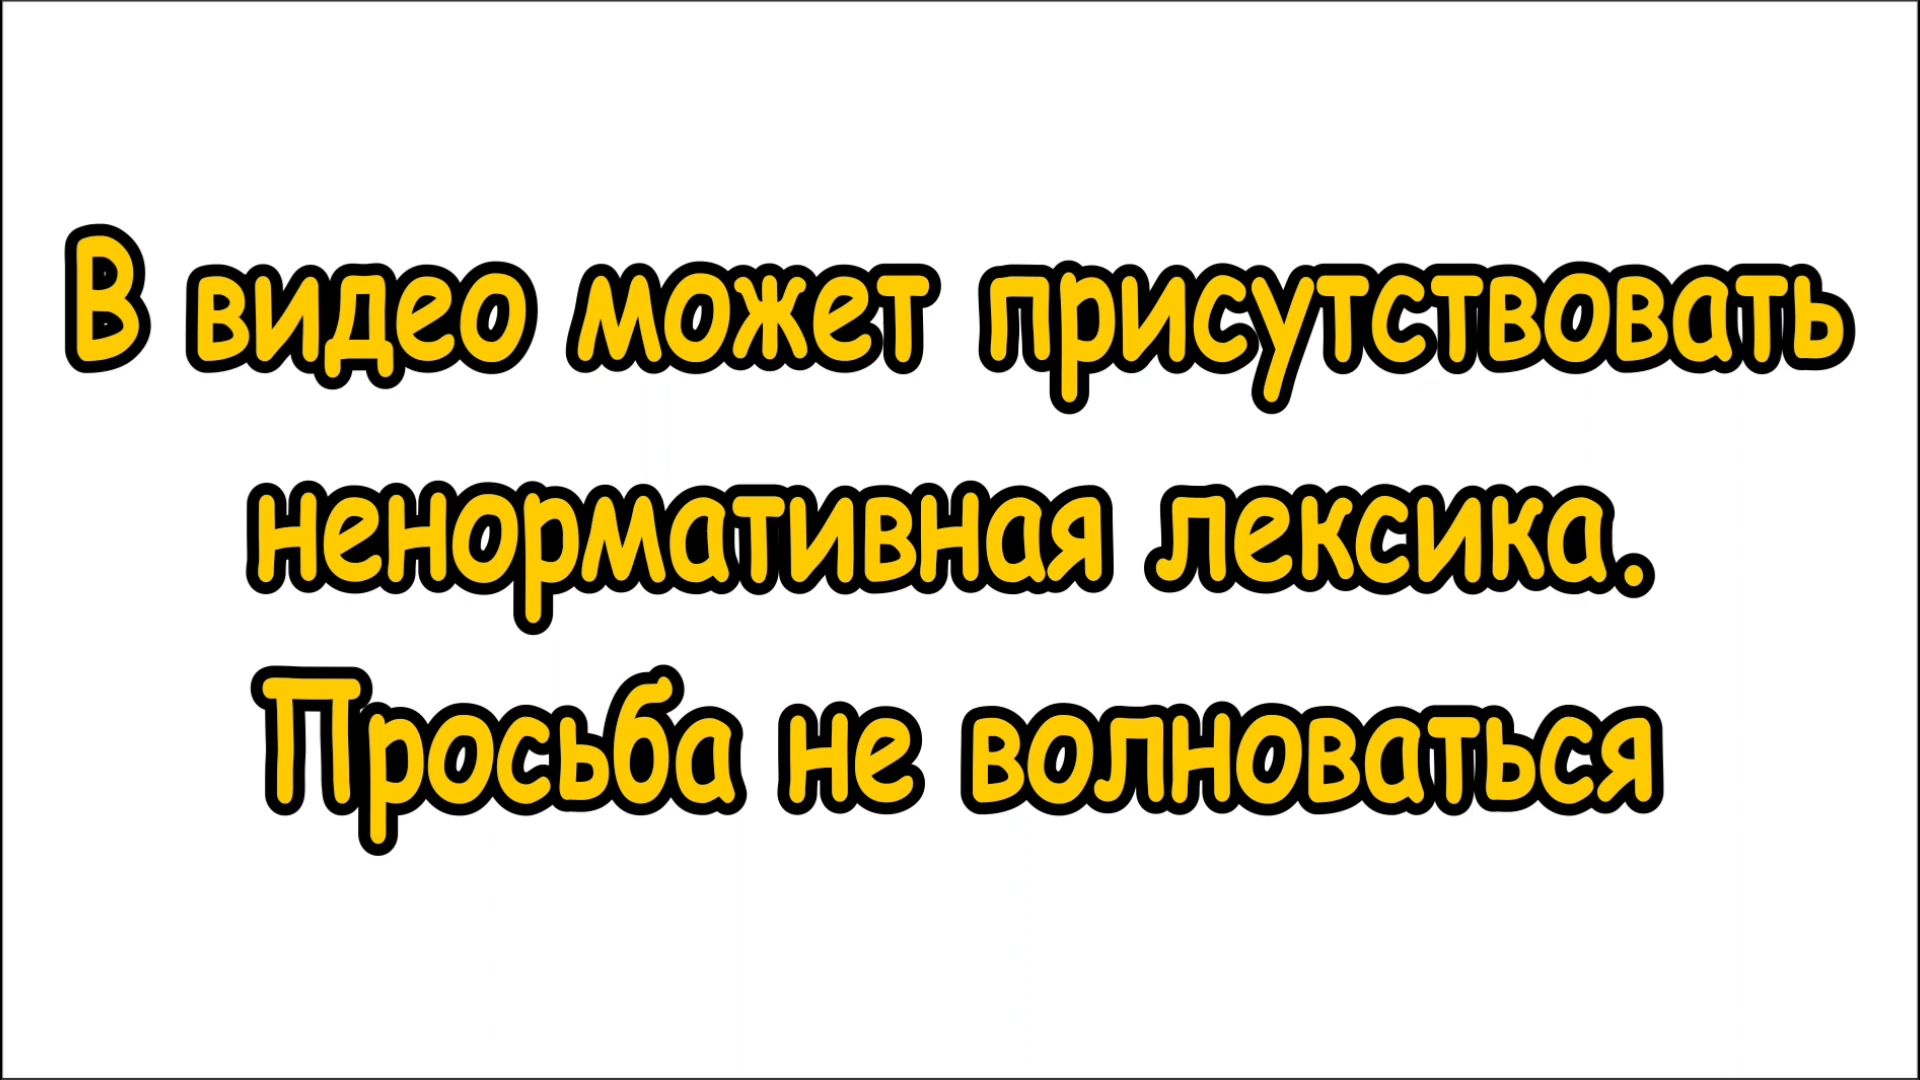 В видео может присутствовать
ненормативная лексика.
Просьба не волноваться